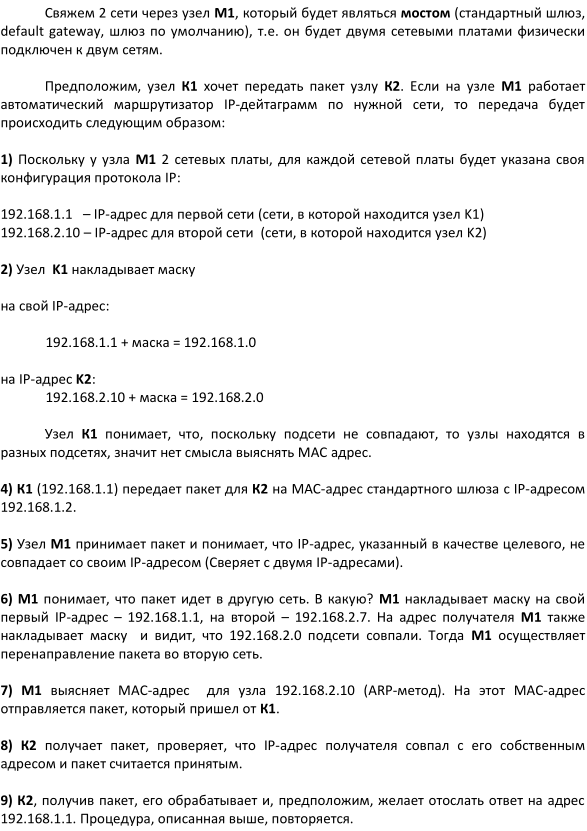 Свяжем 2 сети через узел М1, который будет являться мостом (стандартный шлюз,
default gateway, шлюз по умолчанию), т.е. он будет двумя сетевыми платами физически
подключен к двум сетям.
Предположим, узел К1 хочет передать пакет узлу К2. Если на узле М1 работает
автоматический маршрутизатор IP-дейтаграмм по нужной сети, то передача будет
происходить следующим образом:
1) Поскольку у узла М1 2 сетевых платы, для каждой сетевой платы будет указана своя
конфигурация протокола IP:
192.168.1.1 – IP-адрес для первой сети (сети, в которой находится узел К1)
192.168.2.10 – IP-адрес для второй сети (сети, в которой находится узел К2)
2) Узел К1 накладывает маску
на свой IP-адрес:
192.168.1.1 + маска = 192.168.1.0
на IP-адрес К2:
192.168.2.10 + маска = 192.168.2.0
Узел К1 понимает, что, поскольку подсети не совпадают, то узлы находятся в
разных подсетях, значит нет смысла выяснять МАС адрес.
4) К1 (192.168.1.1) передает пакет для К2 на МАС-адрес стандартного шлюза с IP-адресом
192.168.1.2.
5) Узел М1 принимает пакет и понимает, что IP-адрес, указанный в качестве целевого, не
совпадает со своим IP-адресом (Сверяет с двумя IP-адресами).
6) М1 понимает, что пакет идет в другую сеть. В какую? М1 накладывает маску на свой
первый IP-адрес – 192.168.1.1, на второй – 192.168.2.7. На адрес получателя М1 также
накладывает маску и видит, что 192.168.2.0 подсети совпали. Тогда М1 осуществляет
перенаправление пакета во вторую сеть.
7) М1 выясняет МАС-адрес для узла 192.168.2.10 (ARP-метод). На этот МАС-адрес
отправляется пакет, который пришел от К1.
8) К2 получает пакет, проверяет, что IP-адрес получателя совпал с его собственным
адресом и пакет считается принятым.
9) К2, получив пакет, его обрабатывает и, предположим, желает отослать ответ на адрес
192.168.1.1. Процедура, описанная выше, повторяется.